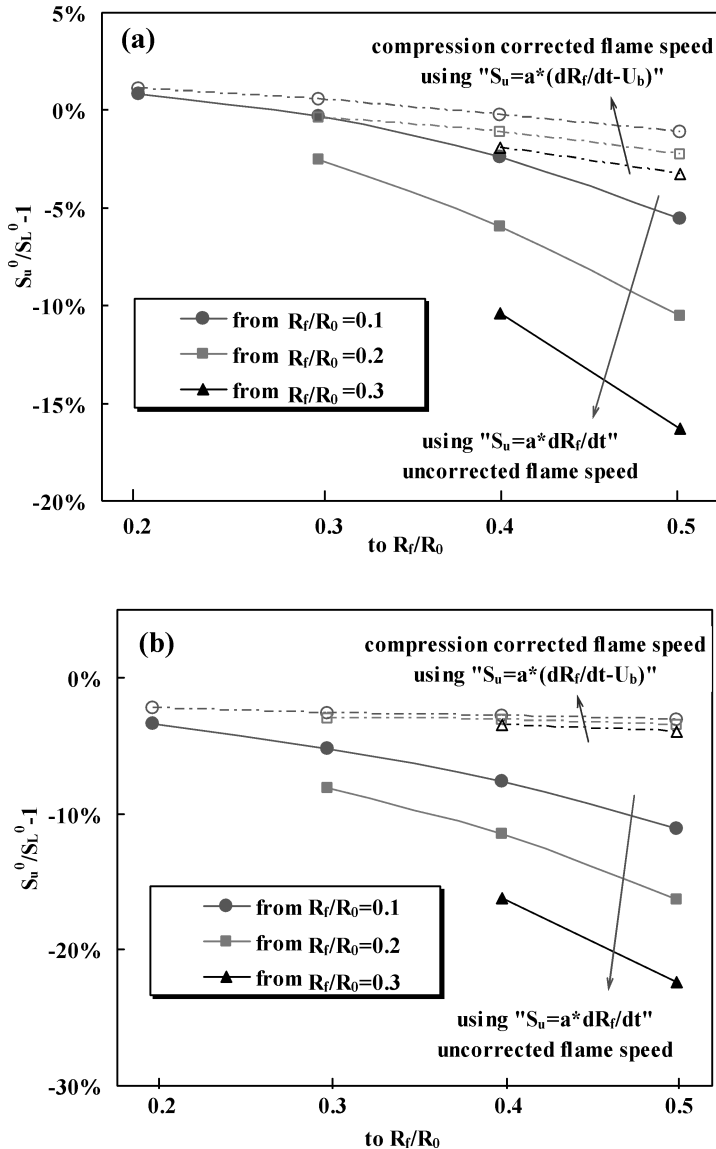 5%
(a)
compression corrected flame speed
using "Su=a*(dRf/dt-Ub)"
0%
-5%
Su0/SL0-1
-10%
from Rf/R0=0.1
from Rf/R0=0.2
from Rf/R0=0.3
-15%
using "Su=a*dRf/dt"
uncorrected flame speed
-20%
0.2 0.3 0.4 0.5
to Rf/R0
(b)
compression corrected flame speed
using "Su=a*(dRf/dt-Ub)"
0%
-10%
Su0/SL0-1
from Rf/R0=0.1
from Rf/R0=0.2
from Rf/R0=0.3
-20%
using "Su=a*dRf/dt"
uncorrected flame speed
-30%
0.2 0.3 0.4 0.5
to Rf/R0